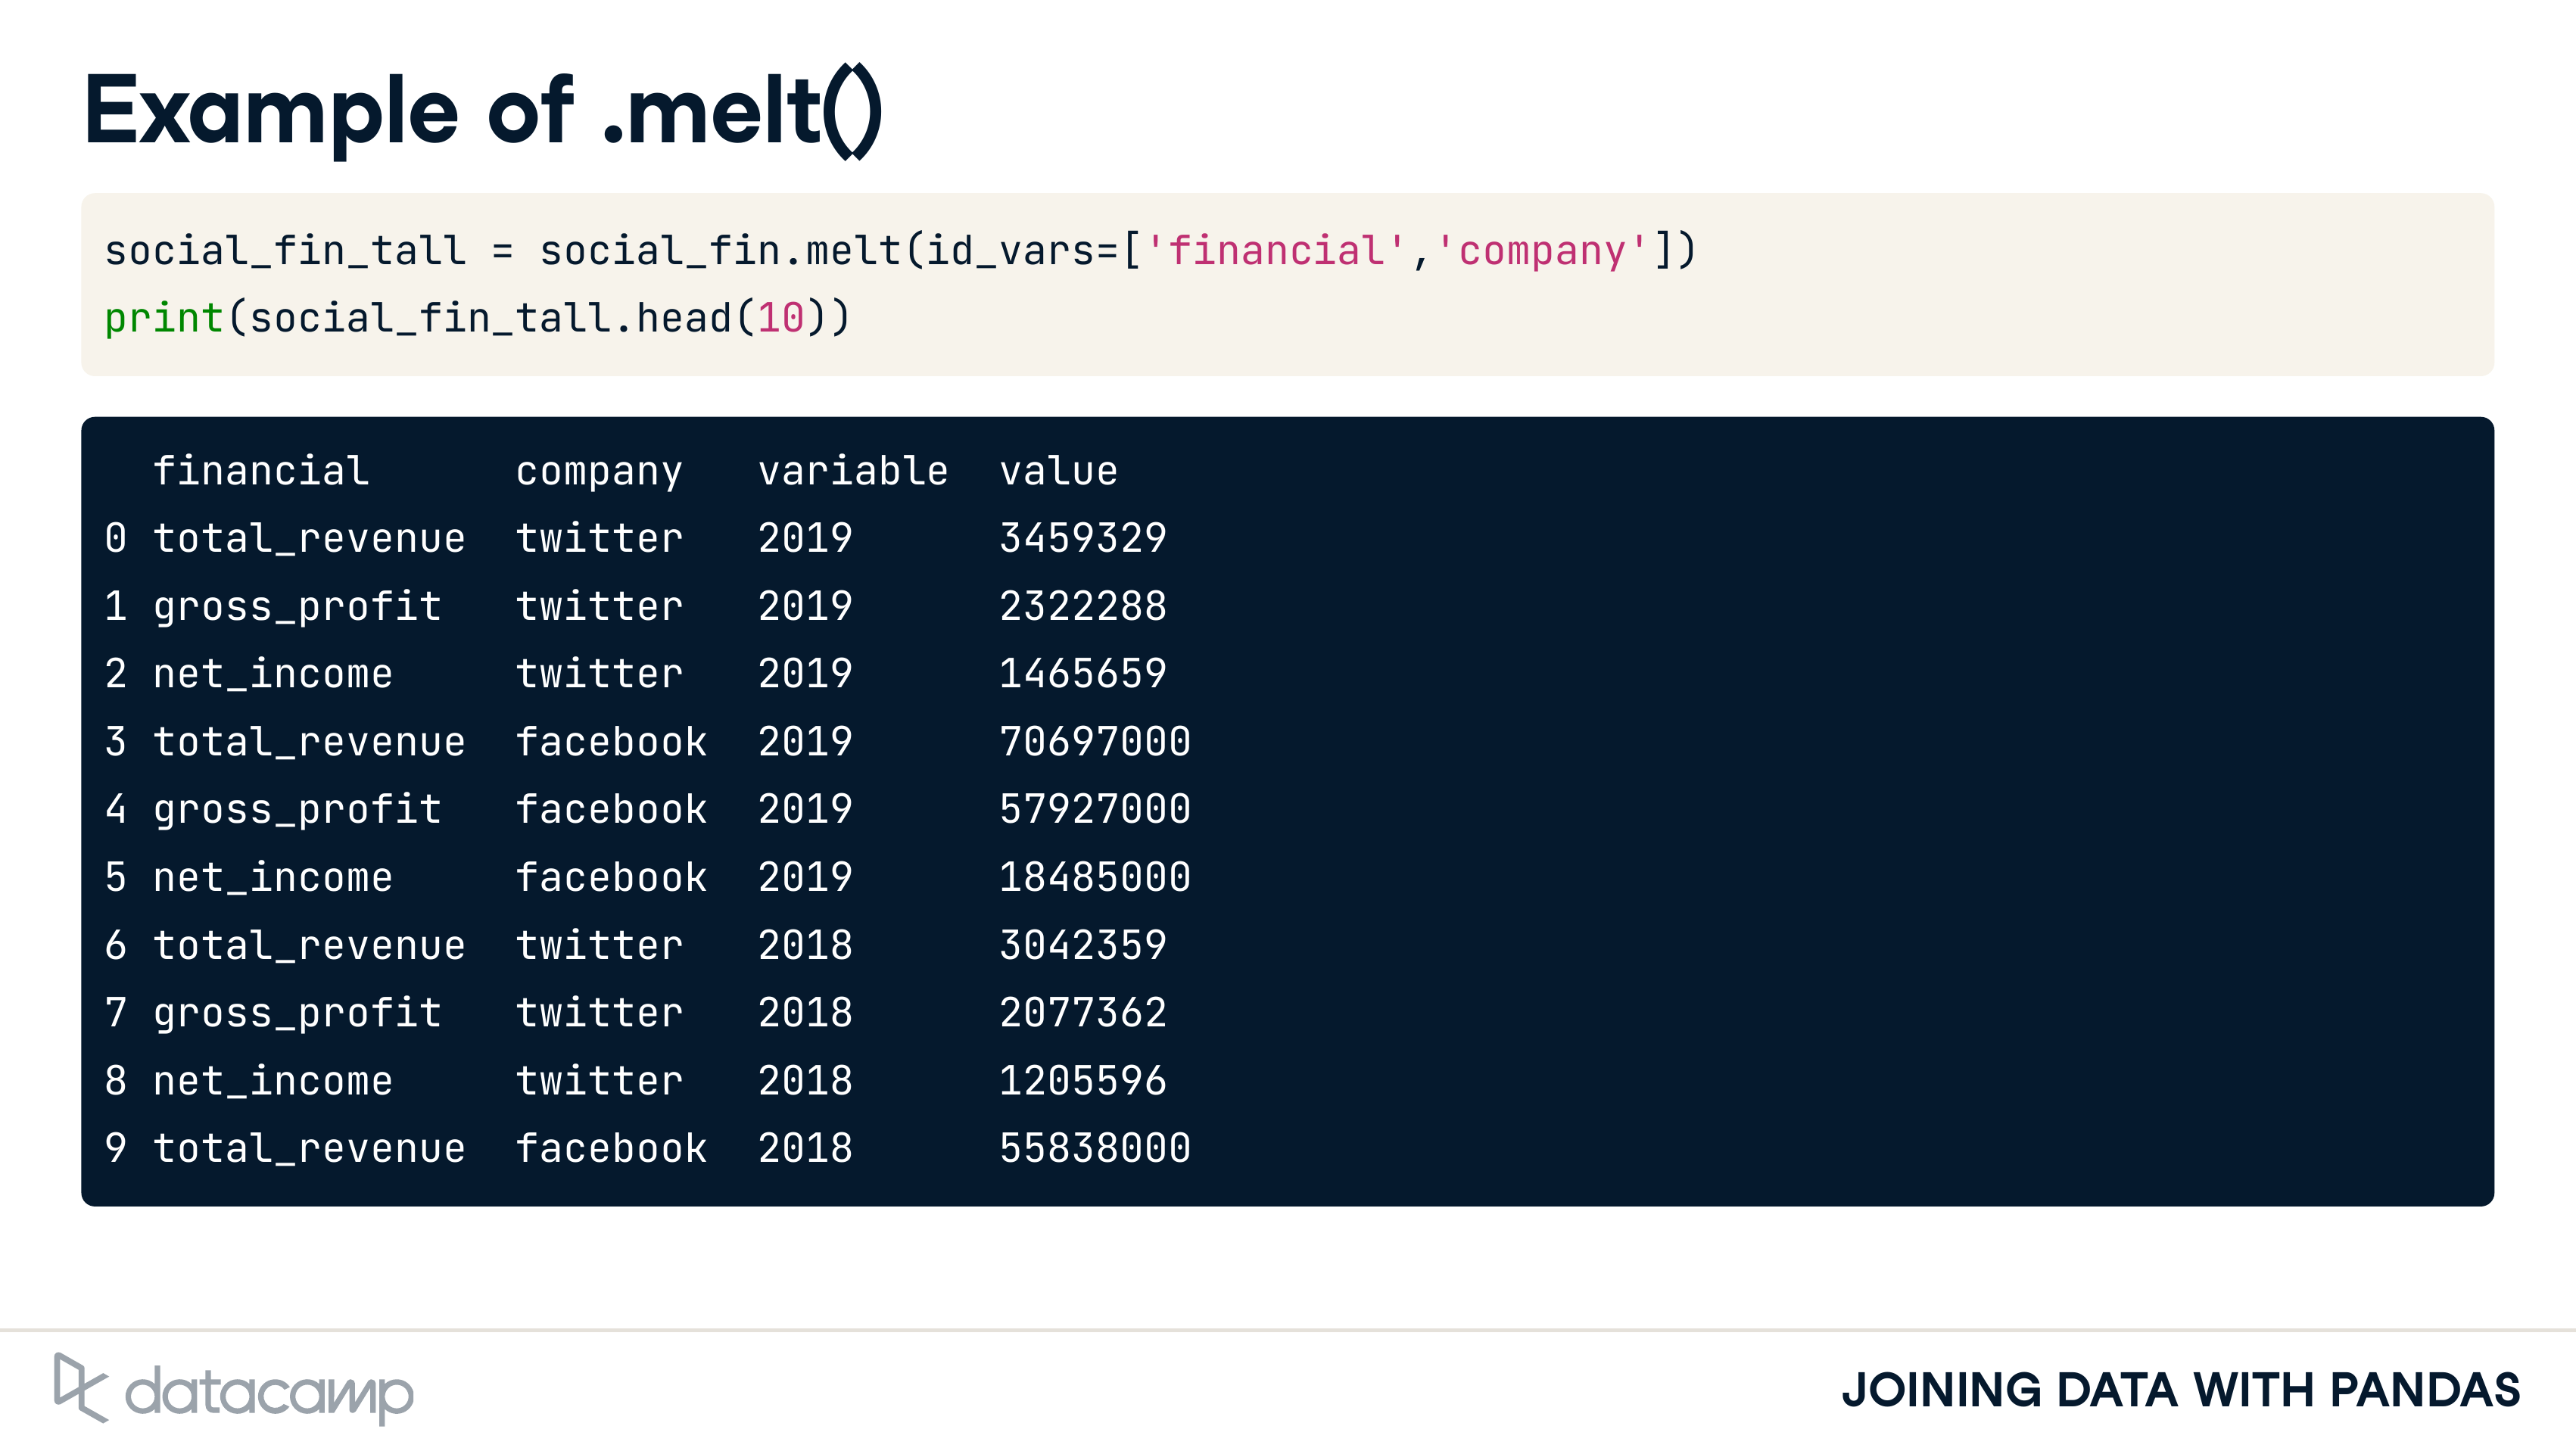 Example of .melt()
social_fin_tall = social_fin.melt(id_vars=['financial','company'])
print(social_fin_tall.head(10))
financial company variable value
0 total_revenue twitter 2019 3459329
1 gross_profit twitter 2019 2322288
2 net_income twitter 2019 1465659
3 total_revenue facebook 2019 70697000
4 gross_profit facebook 2019 57927000
5 net_income facebook 2019 18485000
6 total_revenue twitter 2018 3042359
7 gross_profit twitter 2018 2077362
8 net_income twitter 2018 1205596
9 total_revenue facebook 2018 55838000
datacamp
JOINING DATA WITH PANDAS